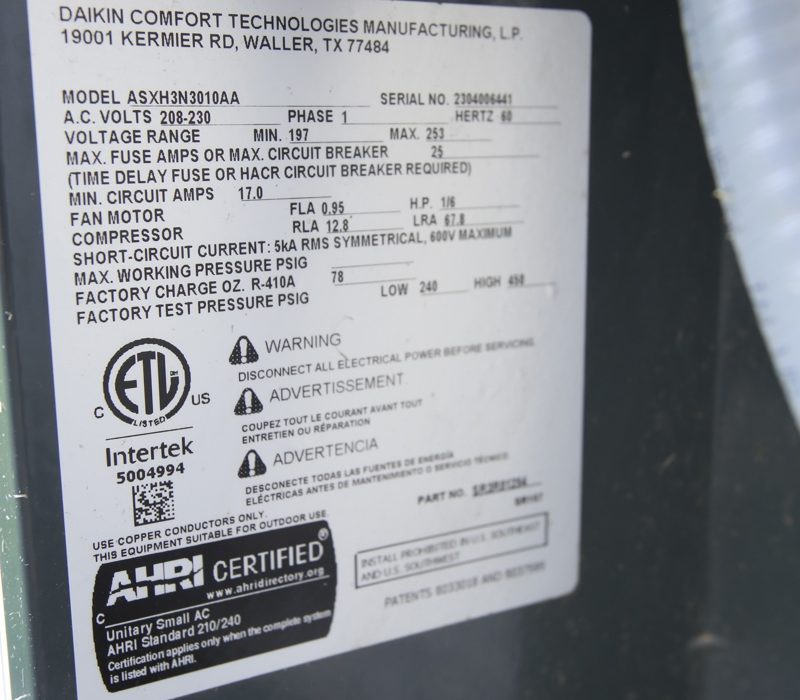 DAIKIN COMFORT TECHNOLOGIES MANUFACTURING, L.P.
19001 KERMIER RD, WALLER, TX 77484
MODEL ASXH3N3010AA SERIAL NO. 2304006441
A.C. VOLTS 208-230 PHASE 1 HERTZ 60
VOLTAGE RANGE MIN. 197 MAX. 253
MAX. FUSE AMPS OR MAX. CIRCUIT BREAKER 25
(TIME DELAY FUSE OR HACR CIRCUIT BREAKER REQUIRED)
MIN. CIRCUIT AMPS 17.0
FAN MOTOR FLA 0.95 H.P. 1/6
COMPRESSOR RLA 12.8 LRA 67.8
SHORT-CIRCUIT CURRENT: 5kA RMS SYMMETRICAL, 600V MAXIMUM
MAX. WORKING PRESSURE PSIG
FACTORY CHARGE OZ. R-410A 78
FACTORY TEST PRESSURE PSIG LOW 240 HIGH 450
WARNING
DISCONNECT ALL ELECTRICAL POWER BEFORE SERVICING.
ADVERTISSEMENT
COUPEZ TOUT LE COURANT AVANT TOUT
ENTRETIEN OU RÉPARATION
ADVERTENCIA
DESCONECTE TODAS LAS FUENTES DE ENERGÍA
ELÉCTRICAS ANTES DE MANTENIMIENTO O SERVICIO TÉCNICO.
C ETL US
LISTED
Intertek
5004994
PART NO.
USE COPPER CONDUCTORS ONLY.
THIS EQUIPMENT SUITABLE FOR OUTDOOR USE.
AHRI CERTIFIED®
www.ahridirectory.org
C
Unitary Small AC
AHRI Standard 210/240
Certification applies only when the complete system
is listed with AHRI.
INSTALL PROHIBITED IN U.S. SOUTHEAST
AND U.S. SOUTHWEST
PATENTS 8033018 AND